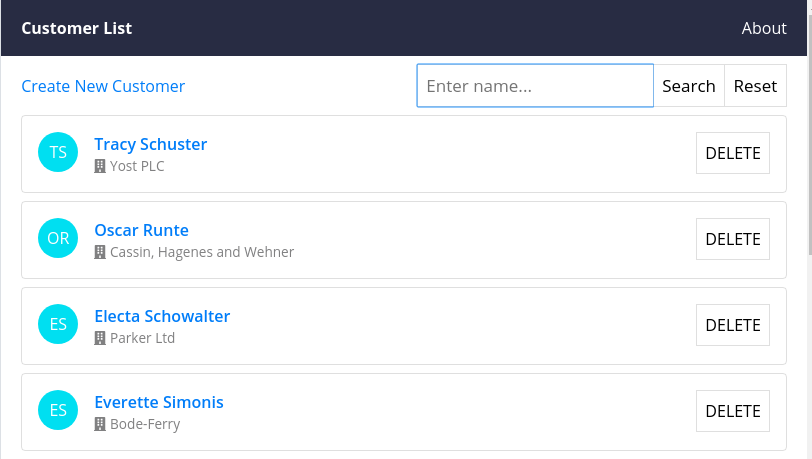 Customer List About
Create New Customer Enter name... Search Reset
TS Tracy Schuster
Yost PLC
DELETE
OR Oscar Runte
Cassin, Hagenes and Wehner
DELETE
ES Electa Schowalter
Parker Ltd
DELETE
ES Everette Simonis
Bode-Ferry
DELETE